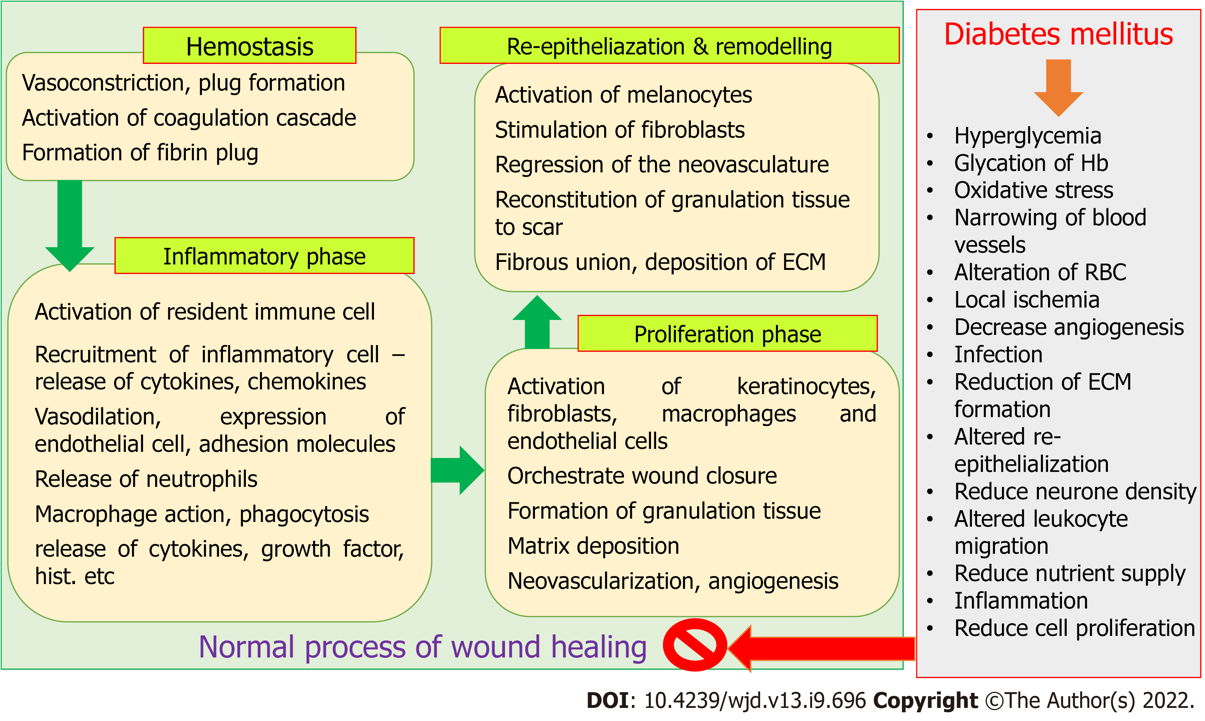 Hemostasis
Vasoconstriction, plug formation
Activation of coagulation cascade
Formation of fibrin plug
Inflammatory phase
Activation of resident immune cell
Recruitment of inflammatory cell –
release of cytokines, chemokines
Vasodilation, expression of
endothelial cell, adhesion molecules
Release of neutrophils
Macrophage action, phagocytosis
release of cytokines, growth factor,
hist. etc
Re-epitheliazation & remodelling
Activation of melanocytes
Stimulation of fibroblasts
Regression of the neovasculature
Reconstitution of granulation tissue
to scar
Fibrous union, deposition of ECM
Proliferation phase
Activation of keratinocytes,
fibroblasts, macrophages and
endothelial cells
Orchestrate wound closure
Formation of granulation tissue
Matrix deposition
Neovascularization, angiogenesis
Normal process of wound healing
Diabetes mellitus
• Hyperglycemia
• Glycation of Hb
• Oxidative stress
• Narrowing of blood
vessels
• Alteration of RBC
• Local ischemia
• Decrease angiogenesis
• Infection
• Reduction of ECM
formation
• Altered re-
epithelialization
• Reduce neurone density
• Altered leukocyte
migration
• Reduce nutrient supply
• Inflammation
• Reduce cell proliferation
DOI: 10.4239/wjd.v13.i9.696 Copyright ©The Author(s) 2022.